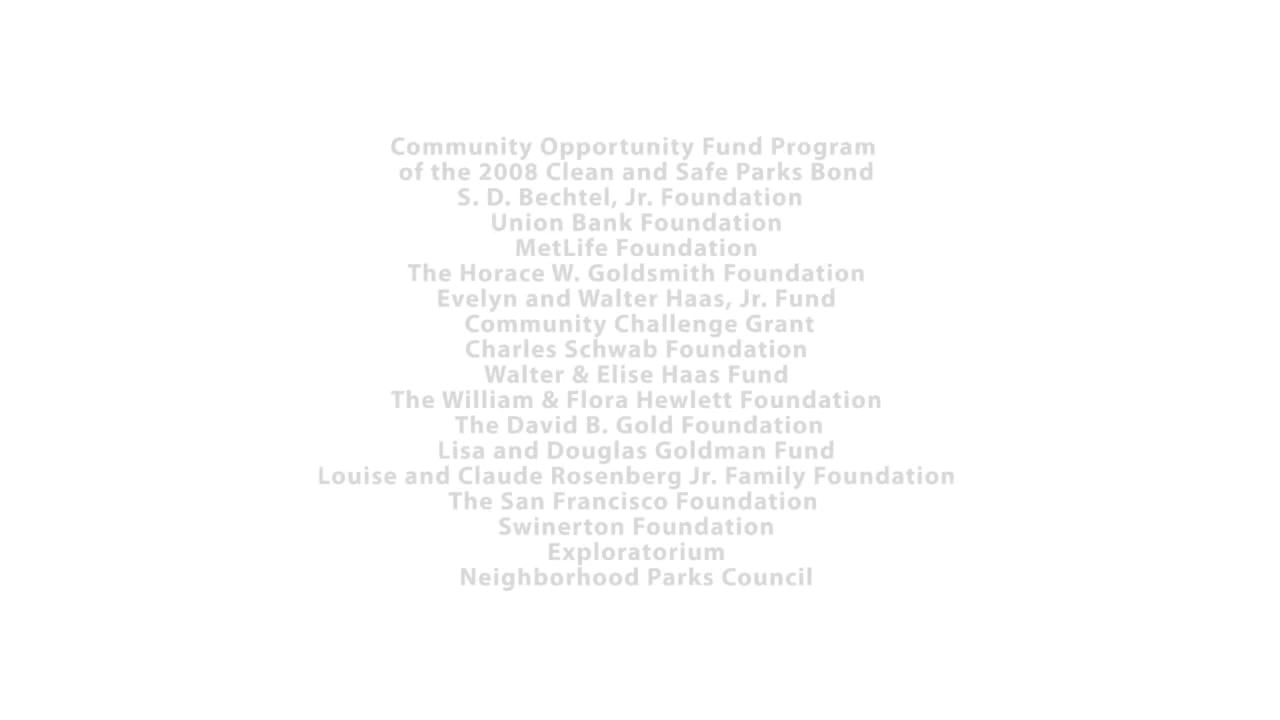 Community Opportunity Fund Program
of the 2008 Clean and Safe Parks Bond
S. D. Bechtel, Jr. Foundation
Union Bank Foundation
MetLife Foundation
The Horace W. Goldsmith Foundation
Evelyn and Walter Haas, Jr. Fund
Community Challenge Grant
Charles Schwab Foundation
Walter & Elise Haas Fund
The William & Flora Hewlett Foundation
The David B. Gold Foundation
Lisa and Douglas Goldman Fund
Louise and Claude Rosenberg Jr. Family Foundation
The San Francisco Foundation
Swinerton Foundation
Exploratorium
Neighborhood Parks Council